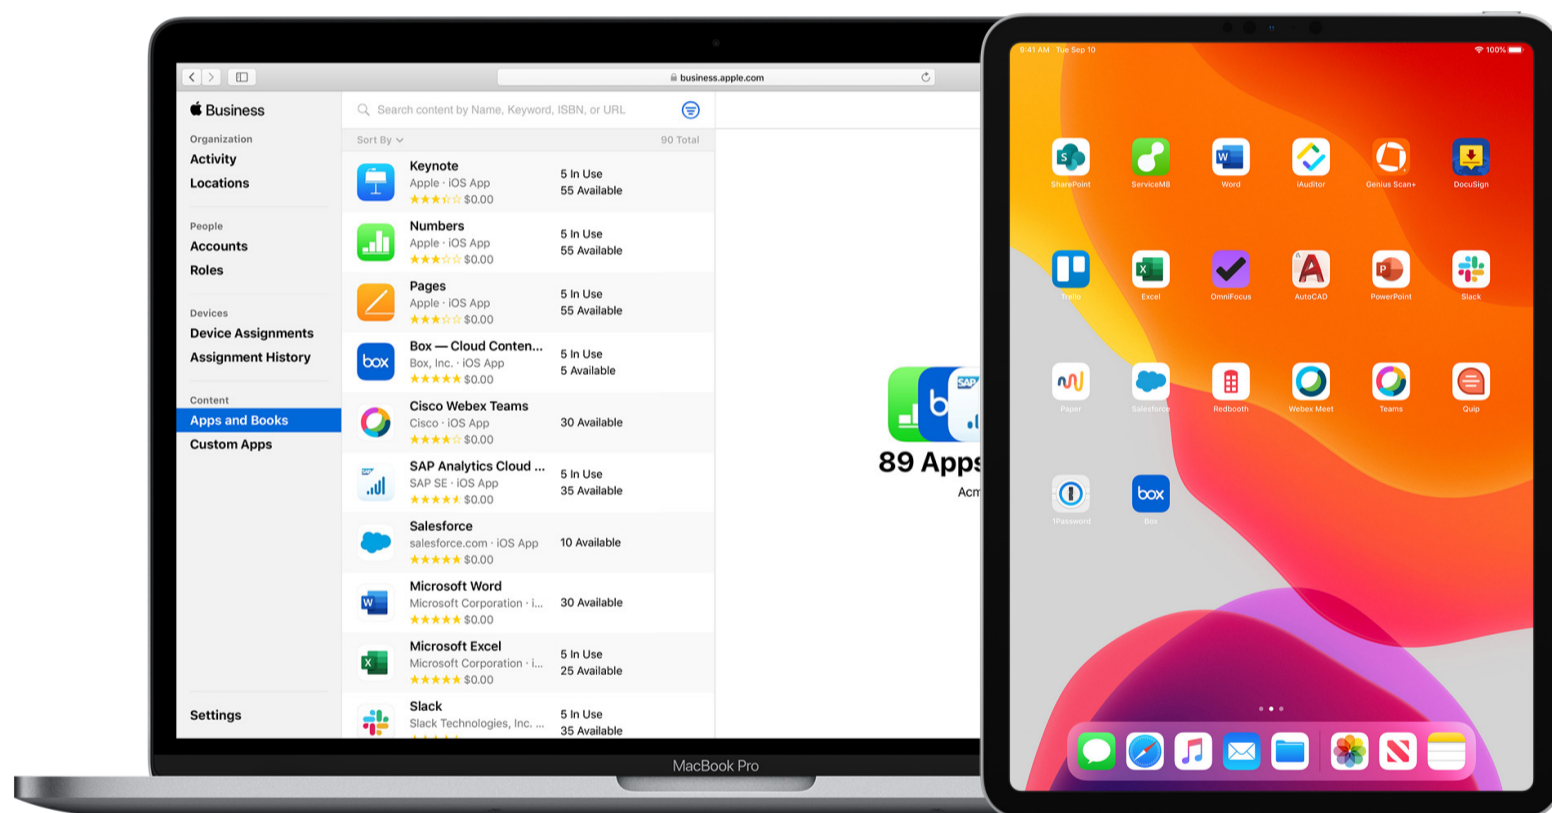 business.apple.com
Business
Organization
Activity
Locations
People
Accounts
Roles
Devices
Device Assignments
Assignment History
Content
Apps and Books
Custom Apps
Settings
Search content by Name, Keyword, ISBN, or URL
Sort By
90 Total
Keynote
Apple · iOS App
$0.00
5 In Use
55 Available
Numbers
Apple · iOS App
$0.00
5 In Use
55 Available
Pages
Apple · iOS App
$0.00
5 In Use
55 Available
box
Box — Cloud Conten...
Box, Inc. · iOS App
$0.00
5 In Use
5 Available
Cisco Webex Teams
Cisco · iOS App
$0.00
30 Available
SAP
SAP Analytics Cloud ...
SAP SE · iOS App
$0.00
5 In Use
35 Available
Salesforce
salesforce.com · iOS App
$0.00
10 Available
W
Microsoft Word
Microsoft Corporation · i...
$0.00
30 Available
X
Microsoft Excel
Microsoft Corporation · i...
$0.00
5 In Use
25 Available
Slack
Slack Technologies, Inc. ...
5 In Use
35 Available
b
SAP
89 Apps
Acm
MacBook Pro
9:41 AM Tue Sep 10
100%
S
W
SharePoint
ServiceM8
Word
iAuditor
Genius Scan+
DocuSign
X
A
A
P
Trello
Excel
OmniFocus
AutoCAD
PowerPoint
Slack
Paper
Salesforce
Redbooth
Webex Meet
Teams
Quip
box
1Password
Box